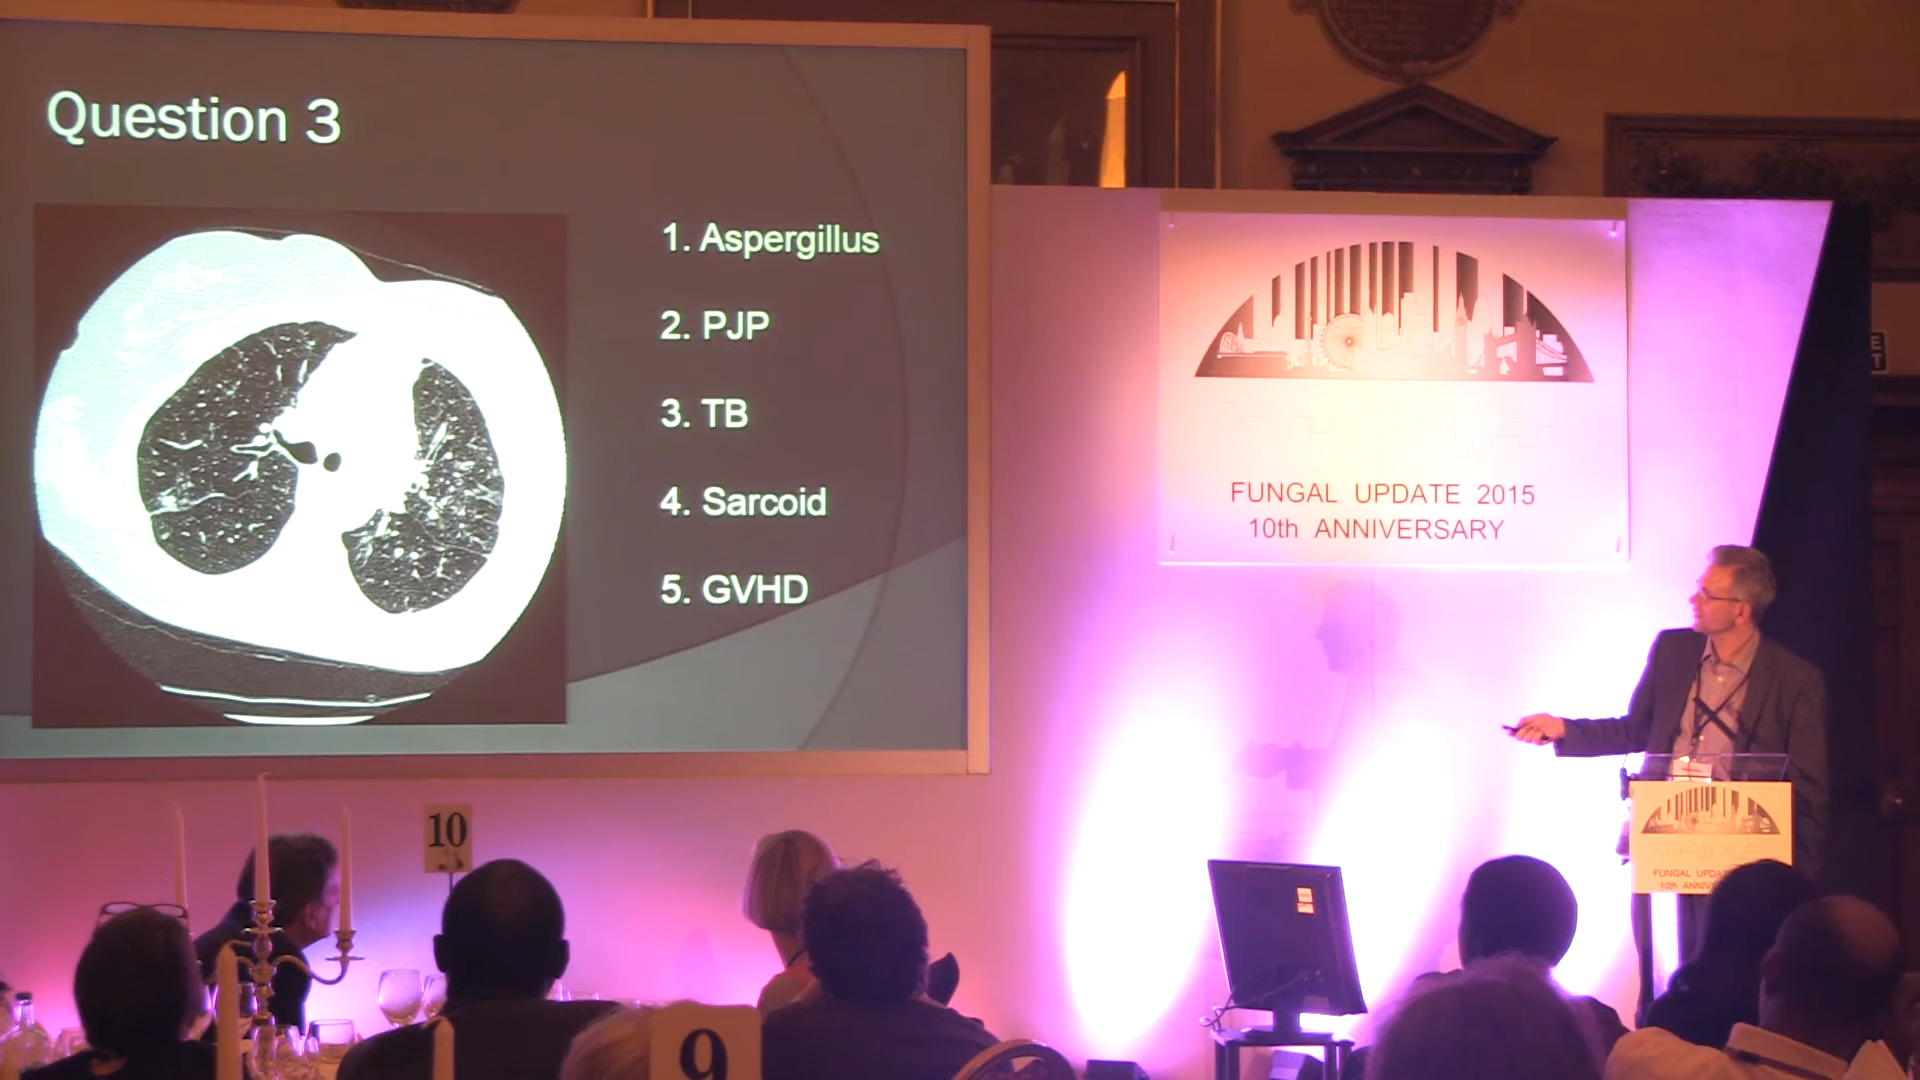 Question 3
1. Aspergillus
2. PJP
3. TB
4. Sarcoid
5. GVHD
FUNGAL UPDATE 2015
10th ANNIVERSARY
10
9